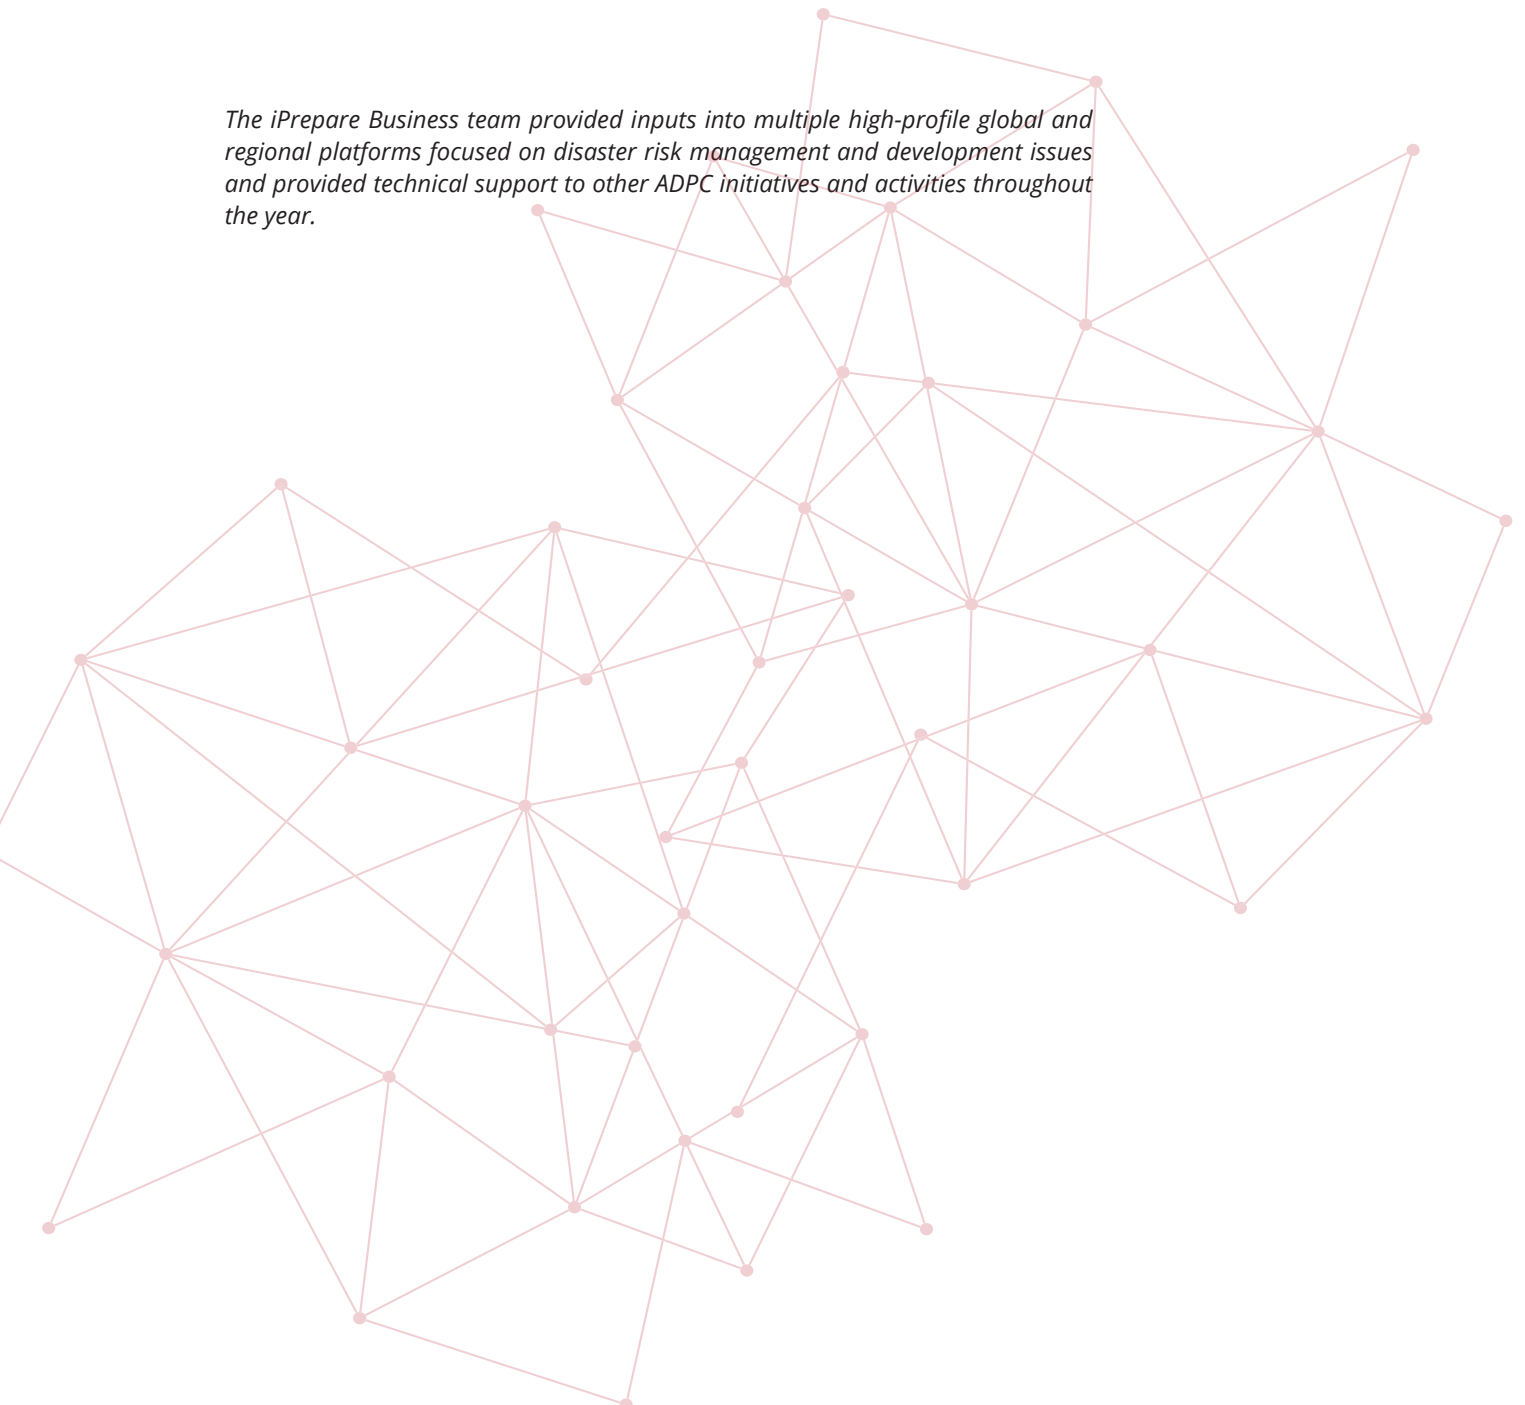 The iPrepare Business team provided inputs into multiple high-profile global and
regional platforms focused on disaster risk management and development issues
and provided technical support to other ADPC initiatives and activities throughout
the year.